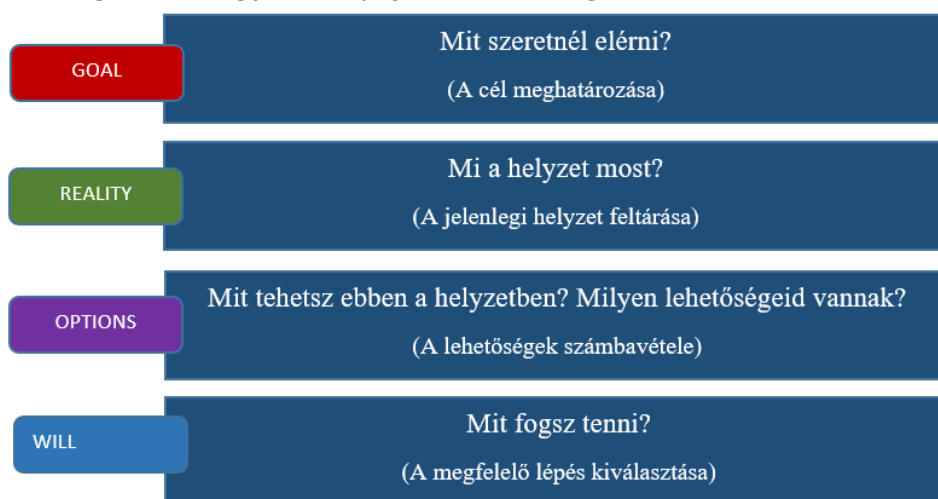 GOAL
Mit szeretnél elérni?
(A cél meghatározása)
REALITY
Mi a helyzet most?
(A jelenlegi helyzet feltárása)
OPTIONS
Mit tehetsz ebben a helyzetben? Milyen lehetőségeid vannak?
(A lehetőségek számbavétele)
WILL
Mit fogsz tenni?
(A megfelelő lépés kiválasztása)